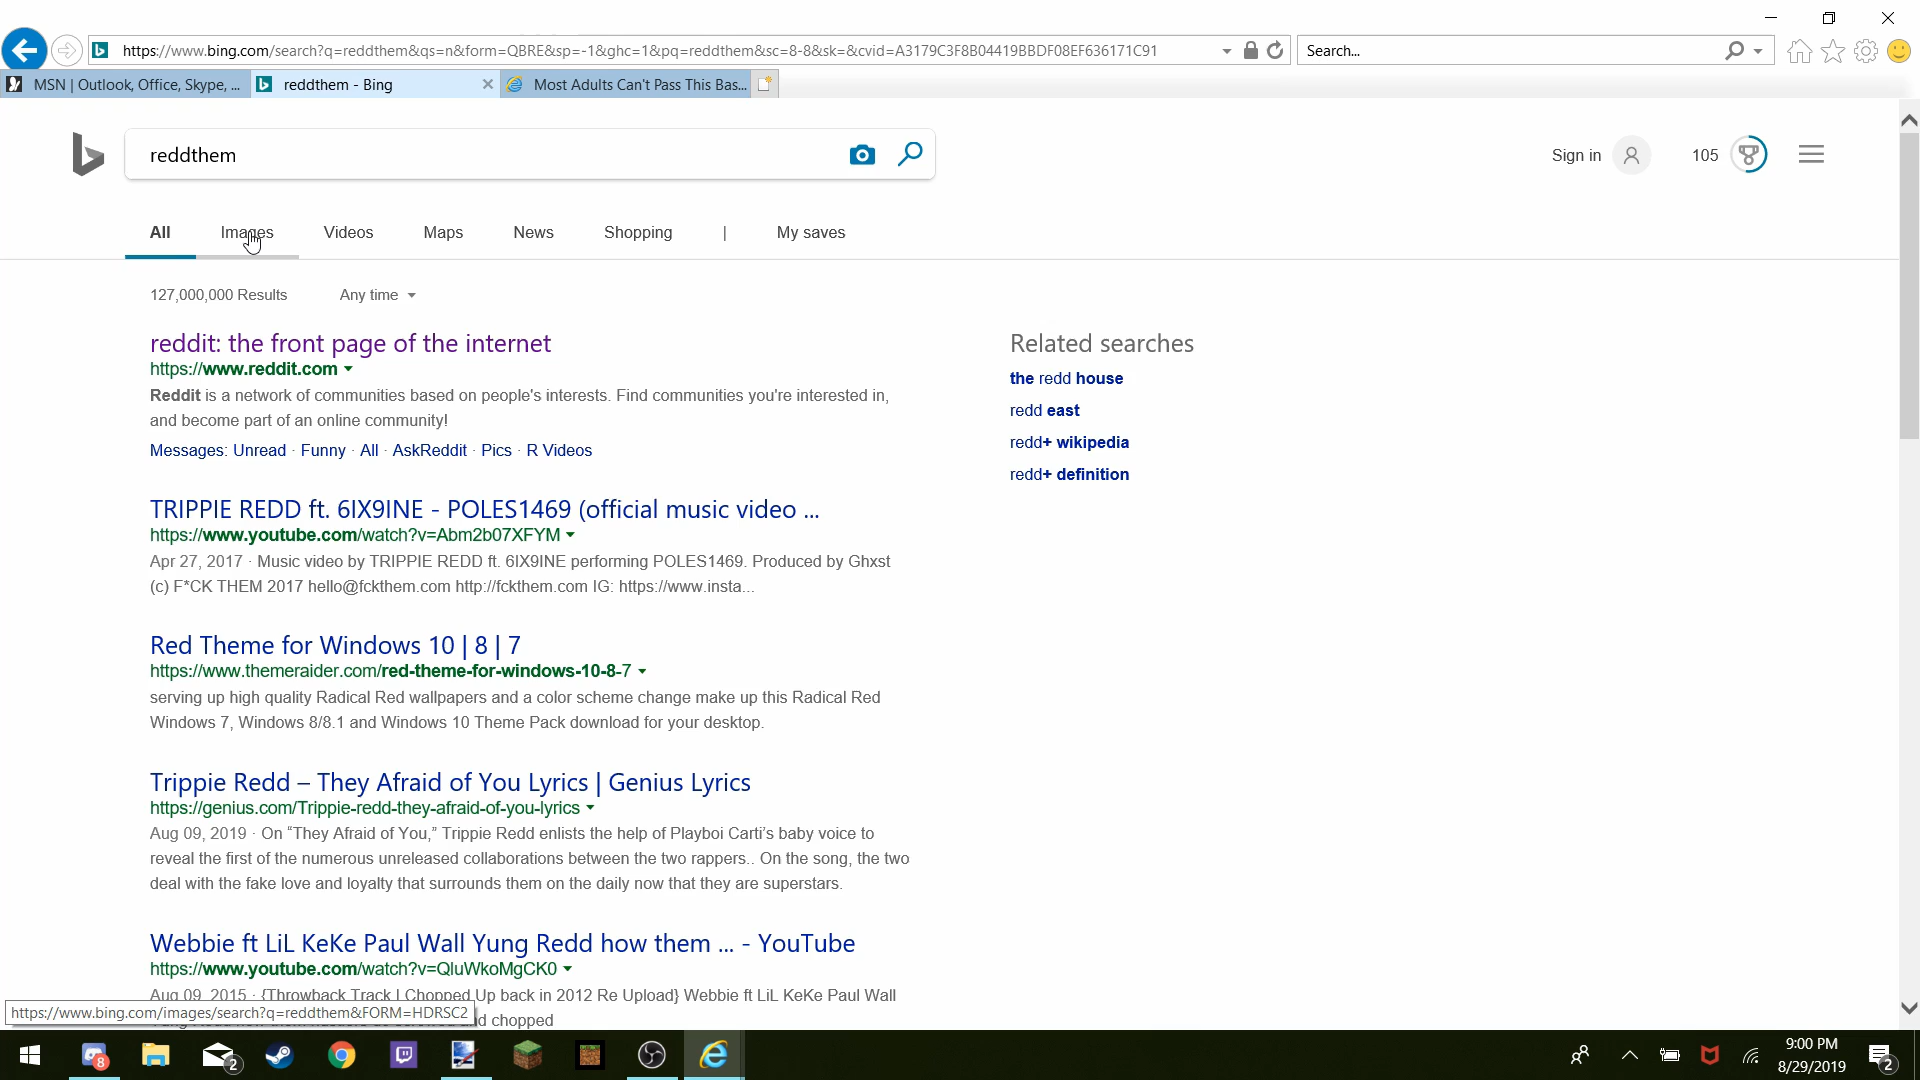 https://www.bing.com/search?q=reddthem&qs=n&form=QBRE&sp=-1&ghc=1&pq=reddthem&sc=8-8&sk=&cvid=A3179C3F8B04419BBDF08EF636171C91
Search...
MSN | Outlook, Office, Skype, ...
reddthem - Bing
Most Adults Can't Pass This Bas...
reddthem
Sign in
105
All
Images
Videos
Maps
News
Shopping
|
My saves
127,000,000 Results
Any time
reddit: the front page of the internet
https://www.reddit.com
Reddit is a network of communities based on people's interests. Find communities you're interested in,
and become part of an online community!
Messages: Unread · Funny · All · AskReddit · Pics · R Videos
Related searches
the redd house
redd east
redd+ wikipedia
redd+ definition
TRIPPIE REDD ft. 6IX9INE - POLES1469 (official music video ...
https://www.youtube.com/watch?v=Abm2b07XFYM
Apr 27, 2017 · Music video by TRIPPIE REDD ft. 6IX9INE performing POLES1469. Produced by Ghxst
(c) F*CK THEM 2017 hello@fckthem.com http://fckthem.com IG: https://www.insta...
Red Theme for Windows 10 | 8 | 7
https://www.themeraider.com/red-theme-for-windows-10-8-7
serving up high quality Radical Red wallpapers and a color scheme change make up this Radical Red
Windows 7, Windows 8/8.1 and Windows 10 Theme Pack download for your desktop.
Trippie Redd – They Afraid of You Lyrics | Genius Lyrics
https://genius.com/Trippie-redd-they-afraid-of-you-lyrics
Aug 09, 2019 · On “They Afraid of You,” Trippie Redd enlists the help of Playboi Carti’s baby voice to
reveal the first of the numerous unreleased collaborations between the two rappers.. On the song, the two
deal with the fake love and loyalty that surrounds them on the daily now that they are superstars.
Webbie ft LiL KeKe Paul Wall Yung Redd how them ... - YouTube
https://www.youtube.com/watch?v=QluWkoMgCK0
Aug 09, 2015 · {Throwback Track | Chopped Up back in 2012 Re Upload} Webbie ft LiL KeKe Paul Wall
chopped
https://www.bing.com/images/search?q=reddthem&FORM=HDRSC2
8
2
9:00 PM
8/29/2019
2